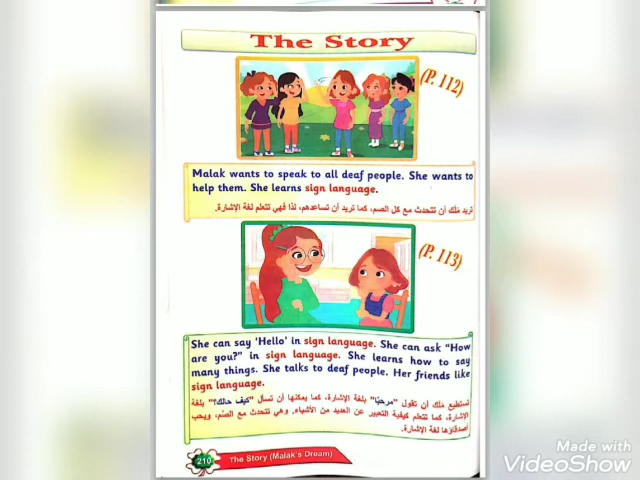 The Story
(P. 112)
Malak wants to speak to all deaf people. She wants to
help them. She learns sign language.
تريد مَلَك أن تتحدث مع كل الصم، كما تريد أن تساعدهم، لذا فهي تتعلم لغة الإشارة.
(P. 113)
She can say 'Hello' in sign language. She can ask "How
are you?" in sign language. She learns how to say
many things. She talks to deaf people. Her friends like
sign language.
تستطيع مَلَك أن تقول "مرحبًا" بلغة الإشارة، كما يمكنها أن تسأل "كيف حالك؟" بلغة
الإشارة، كما تتعلم كيفية التعبير عن العديد من الأشياء. وهي تتحدث مع الصُم، ويحب
أصدقاؤها لغة الإشارة.
210
The Story (Malak's Dream)
Made with
VideoShow